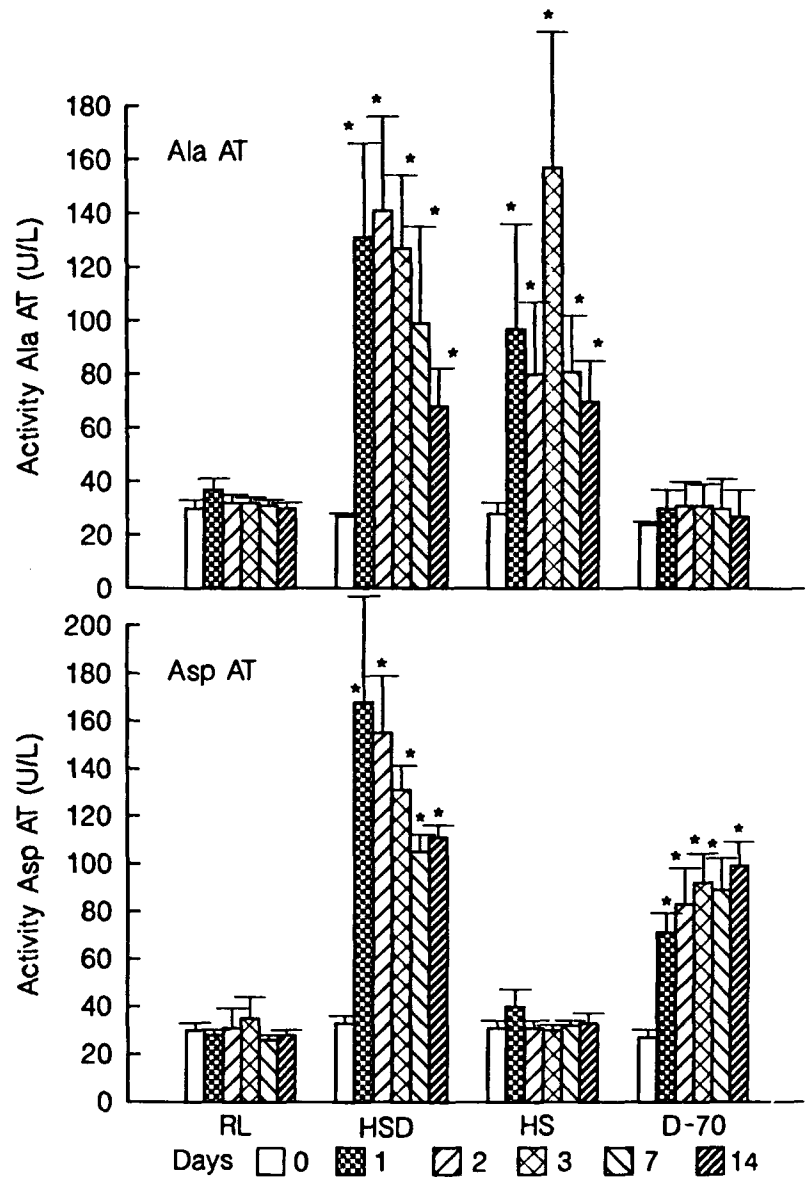 Ala AT
Activity Ala AT (U/L)
180
160
140
120
100
80
60
40
20
0
* * * * * * * * *
Asp AT
Activity Asp AT (U/L)
200
180
160
140
120
100
80
60
40
20
0
* * * * * * * * * *
RL HSD HS D-70
Days 0 1 2 3 7 14